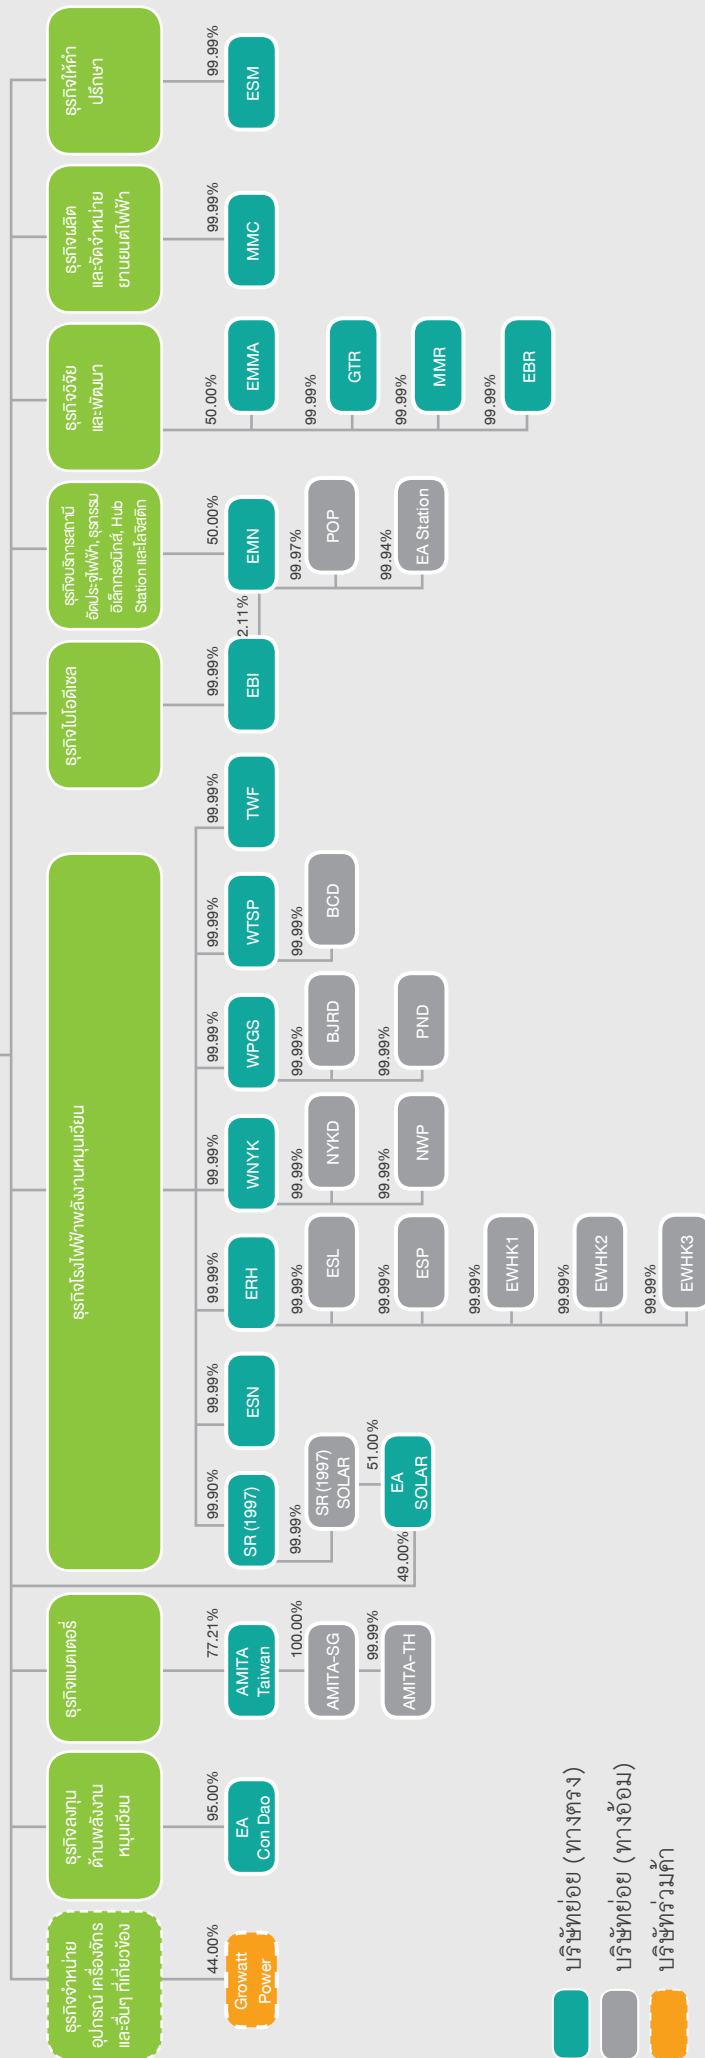 ธุรกิจจำหน่าย
อุปกรณ์ เครื่องจักร
และอื่นๆ ที่เกี่ยวข้อง
44.00%
Growatt
Power
ธุรกิจลงทุน
ด้านพลังงาน
หมุนเวียน
95.00%
EA
Con Dao
ธุรกิจแบตเตอรี่
77.21%
AMITA
Taiwan
100.00%
AMITA-SG
99.99%
AMITA-TH
ธุรกิจโรงไฟฟ้าพลังงานหมุนเวียน
99.90%
SR (1997)
99.99%
SR (1997)
SOLAR
51.00%
49.00%
EA
SOLAR
99.99%
ESN
99.99%
ERH
99.99%
ESL
99.99%
ESP
99.99%
EWHK1
99.99%
EWHK2
99.99%
EWHK3
99.99%
WNYK
99.99%
NYKD
99.99%
NWP
99.99%
WPGS
99.99%
BJRD
99.99%
PND
99.99%
WTSP
99.99%
BCD
99.99%
TWF
ธุรกิจไบโอดีเซล
99.99%
EBI
2.11%
ธุรกิจบริการสถานี
อัดประจุไฟฟ้า, ธุรกรรม
อิเล็กทรอนิกส์, Hub
Station และโลจิสติก
50.00%
EMN
99.97%
POP
99.94%
EA Station
ธุรกิจวิจัย
และพัฒนา
50.00%
EMMA
99.99%
GTR
99.99%
MMR
99.99%
EBR
ธุรกิจผลิต
และจัดจำหน่าย
ยานยนต์ไฟฟ้า
99.99%
MMC
ธุรกิจให้คำ
ปรึกษา
99.99%
ESM
บริษัทย่อย (ทางตรง)
บริษัทย่อย (ทางอ้อม)
บริษัทร่วมค้า